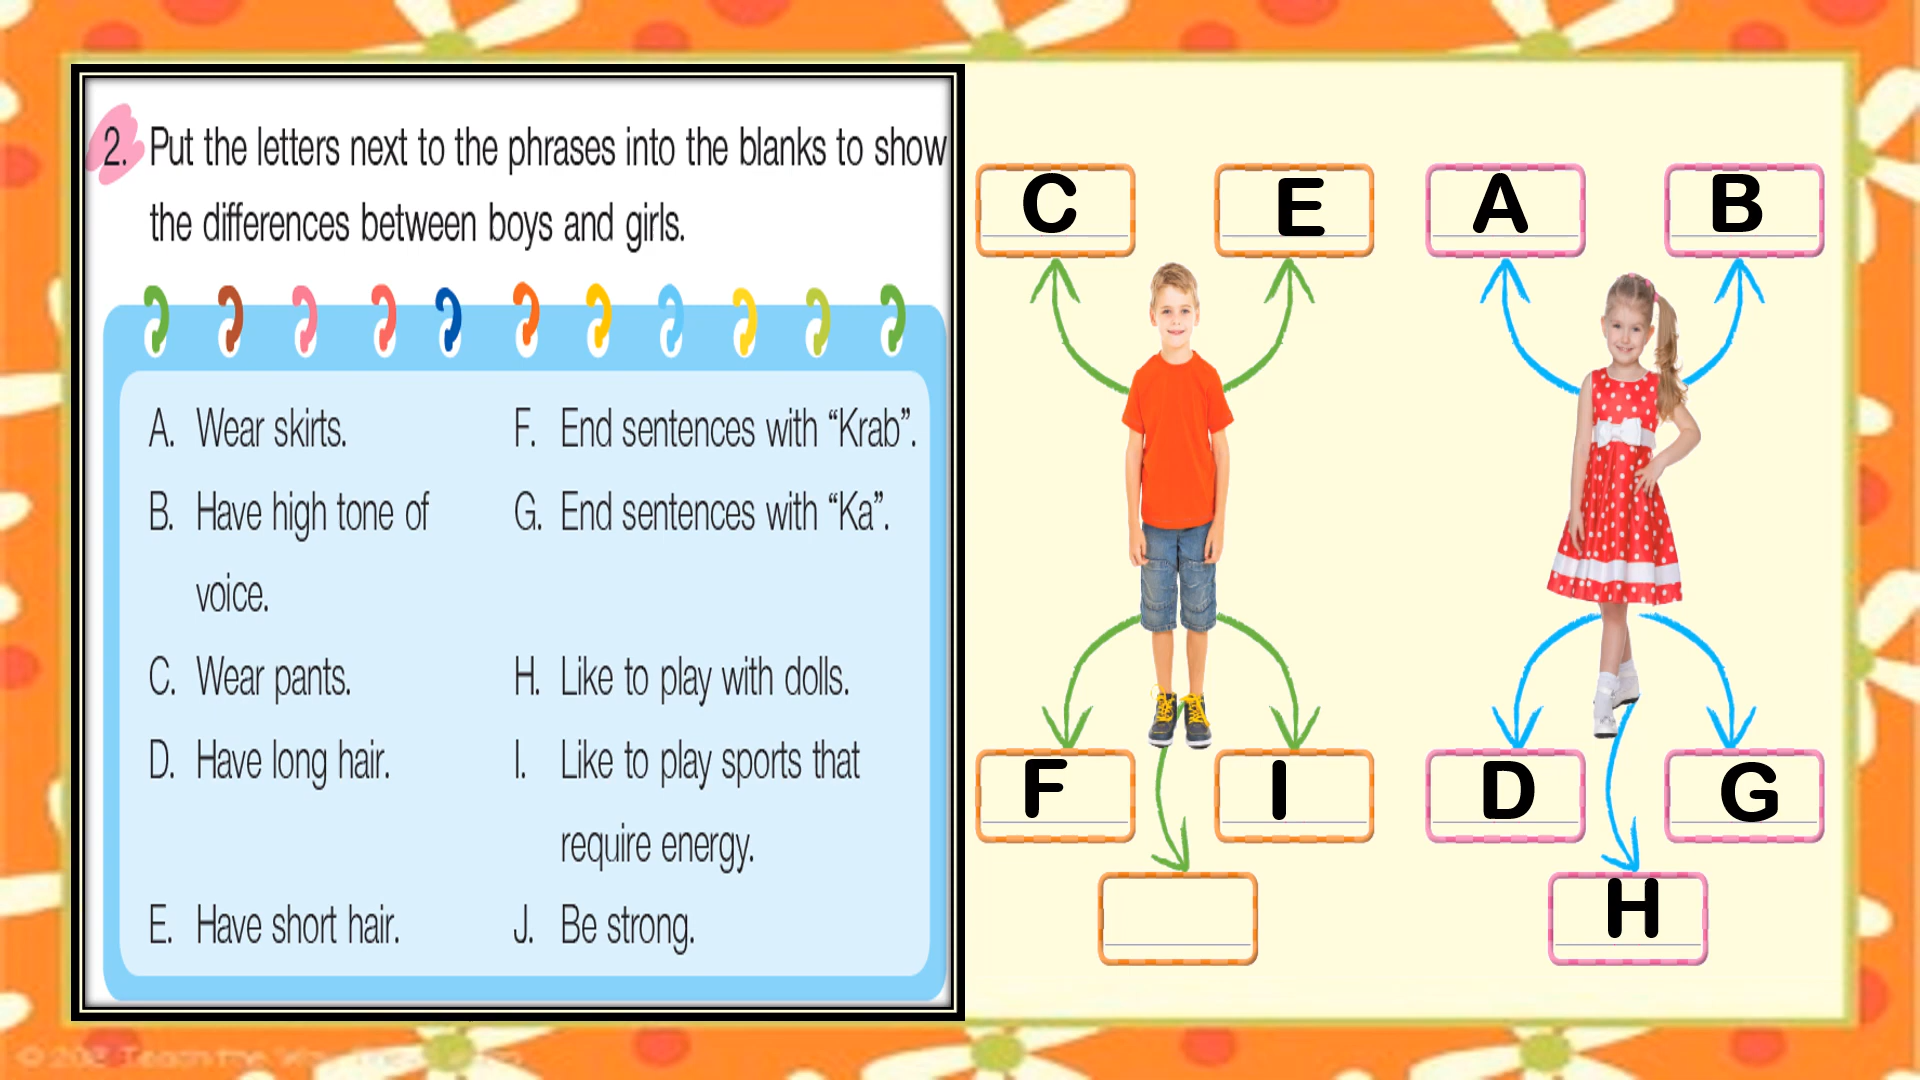 2. Put the letters next to the phrases into the blanks to show
the differences between boys and girls.
A. Wear skirts.
B. Have high tone of
voice.
C. Wear pants.
D. Have long hair.
E. Have short hair.
F. End sentences with “Krab”.
G. End sentences with “Ka”.
H. Like to play with dolls.
I. Like to play sports that
require energy.
J. Be strong.
C E A B
F I D G
H